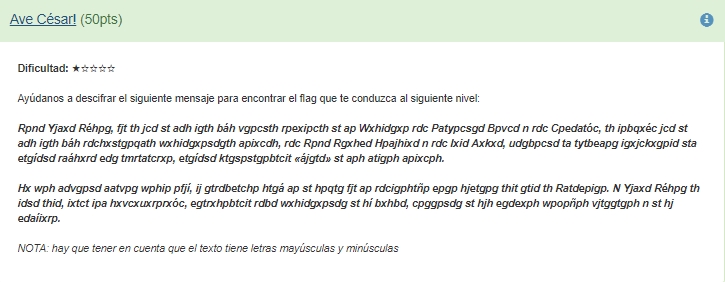 Ave César! (50pts)
Dificultad: ★☆☆☆☆
Ayúdanos a descifrar el siguiente mensaje para encontrar el flag que te conduzca al siguiente nivel:
Rpnd Yjaxd Réhpg, fjt th jcd st adh igth báh vgpcsth rpexipcth st ap Wxhidgxp rdc Patypcsgd Bpvcd n rdc Cpedatóc, th ipbqxéc jcd st
adh igth báh rdchxstgpqath wxhidgxpsdgth apixcdh, rdc Rpnd Rgxhed Hpajhixd n rdc Ixid Axkxd, udgbpcsd ta tytbeapg igxjckxgpid sta
etgídsd raáhxrd edg tmrtatcrxp, etgídsd ktgspstgpbtcit «ájgtd» st aph atigph apixcph.
Hx wph advgpsd aatvpg wphip pfjí, ij gtrdbetchp htgá ap st hpqtg fjt ap rdcigphtñp epgp hjetgpg thit gtid th Ratdepigp. N Yjaxd Réhpg th
idsd thid, ixtct ipa hxvcxuxrprxóc, egtrxhpbtcit rdbd wxhidgxpsdg st hí bxhbd, cpggpsdg st hjh egdexph wpopñph vjtggtgph n st hj
edaíixrp.
NOTA: hay que tener en cuenta que el texto tiene letras mayúsculas y minúsculas